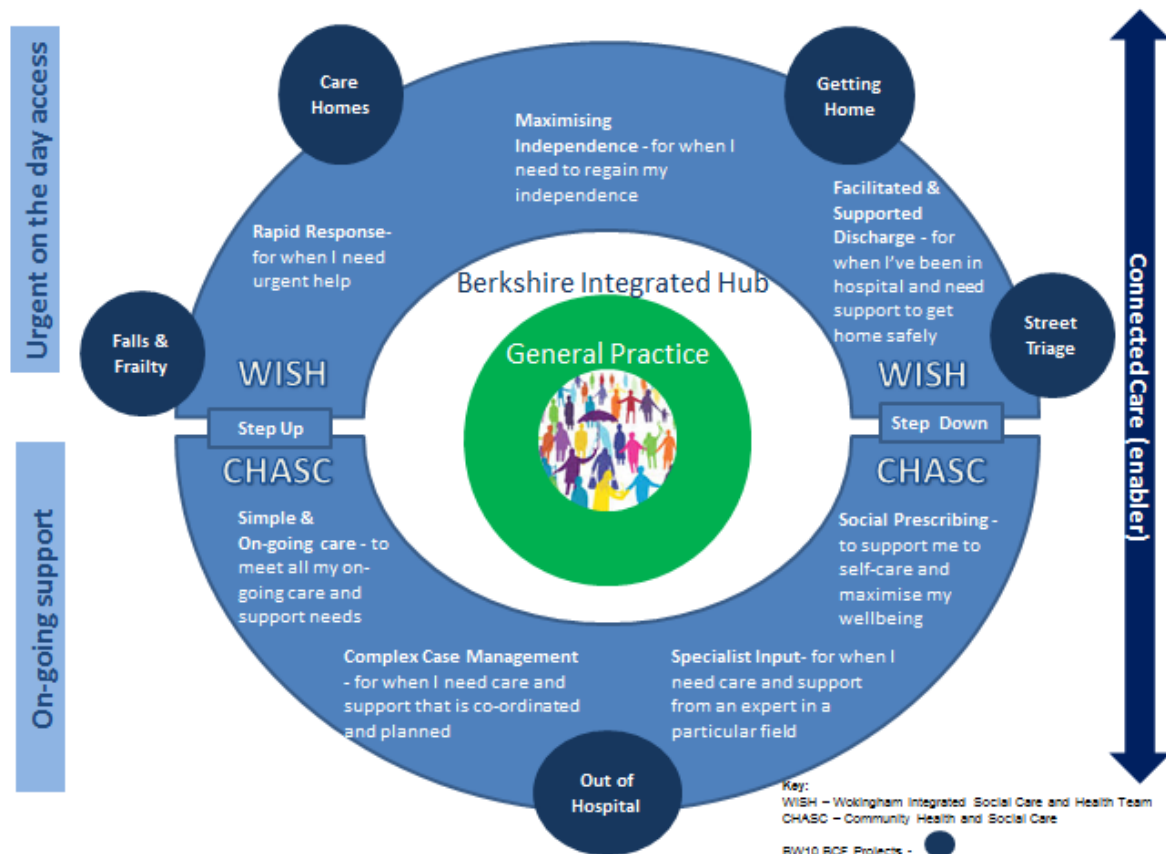 Urgent on the day access
On-going support
Care
Homes
Getting
Home
Maximising
Independence - for when I
need to regain my
independence
Rapid Response-
for when I need
urgent help
Facilitated &
Supported
Discharge - for
when I've been in
hospital and need
support to get
home safely
Falls &
Frailty
Street
Triage
Berkshire Integrated Hub
General Practice
WISH
WISH
Step Up
Step Down
CHASC
CHASC
Simple &
On-going care - to
meet all my on-
going care and
support needs
Social Prescribing -
to support me to
self-care and
maximise my
wellbeing
Complex Case Management
- for when I need care and
support that is co-ordinated
and planned
Specialist Input- for when I
need care and support
from an expert in a
particular field
Out of
Hospital
Connected Care (enabler)
Key:
WISH – Wokingham Integrated Social Care and Health Team
CHASC – Community Health and Social Care
BW10 BCF Projects -